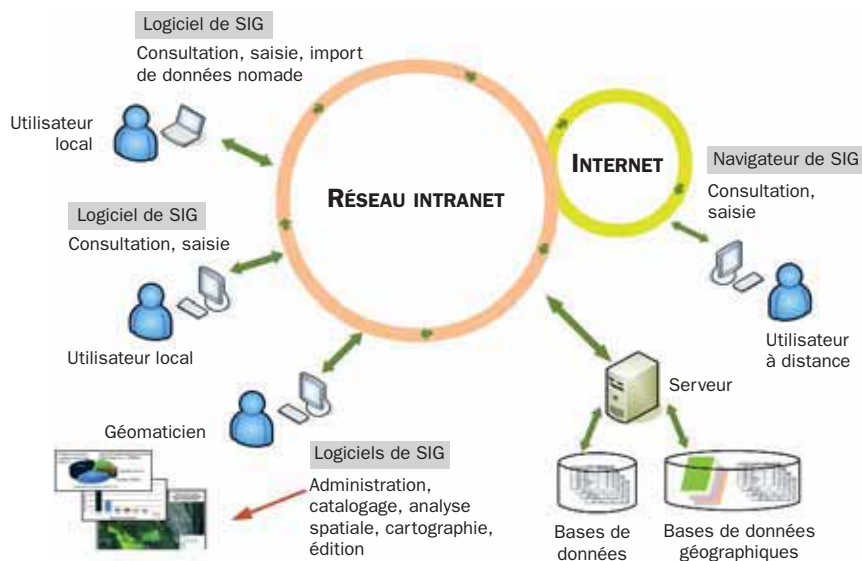 Logiciel de SIG
Consultation, saisie, import
de données nomade
Utilisateur
local
RÉSEAU INTRANET
INTERNET
Navigateur de SIG
Consultation,
saisie
Logiciel de SIG
Consultation, saisie
Utilisateur local
Utilisateur
à distance
Serveur
Géomaticien
Logiciels de SIG
Administration,
catalogage, analyse
spatiale, cartographie,
édition
Bases de
données
Bases de données
géographiques